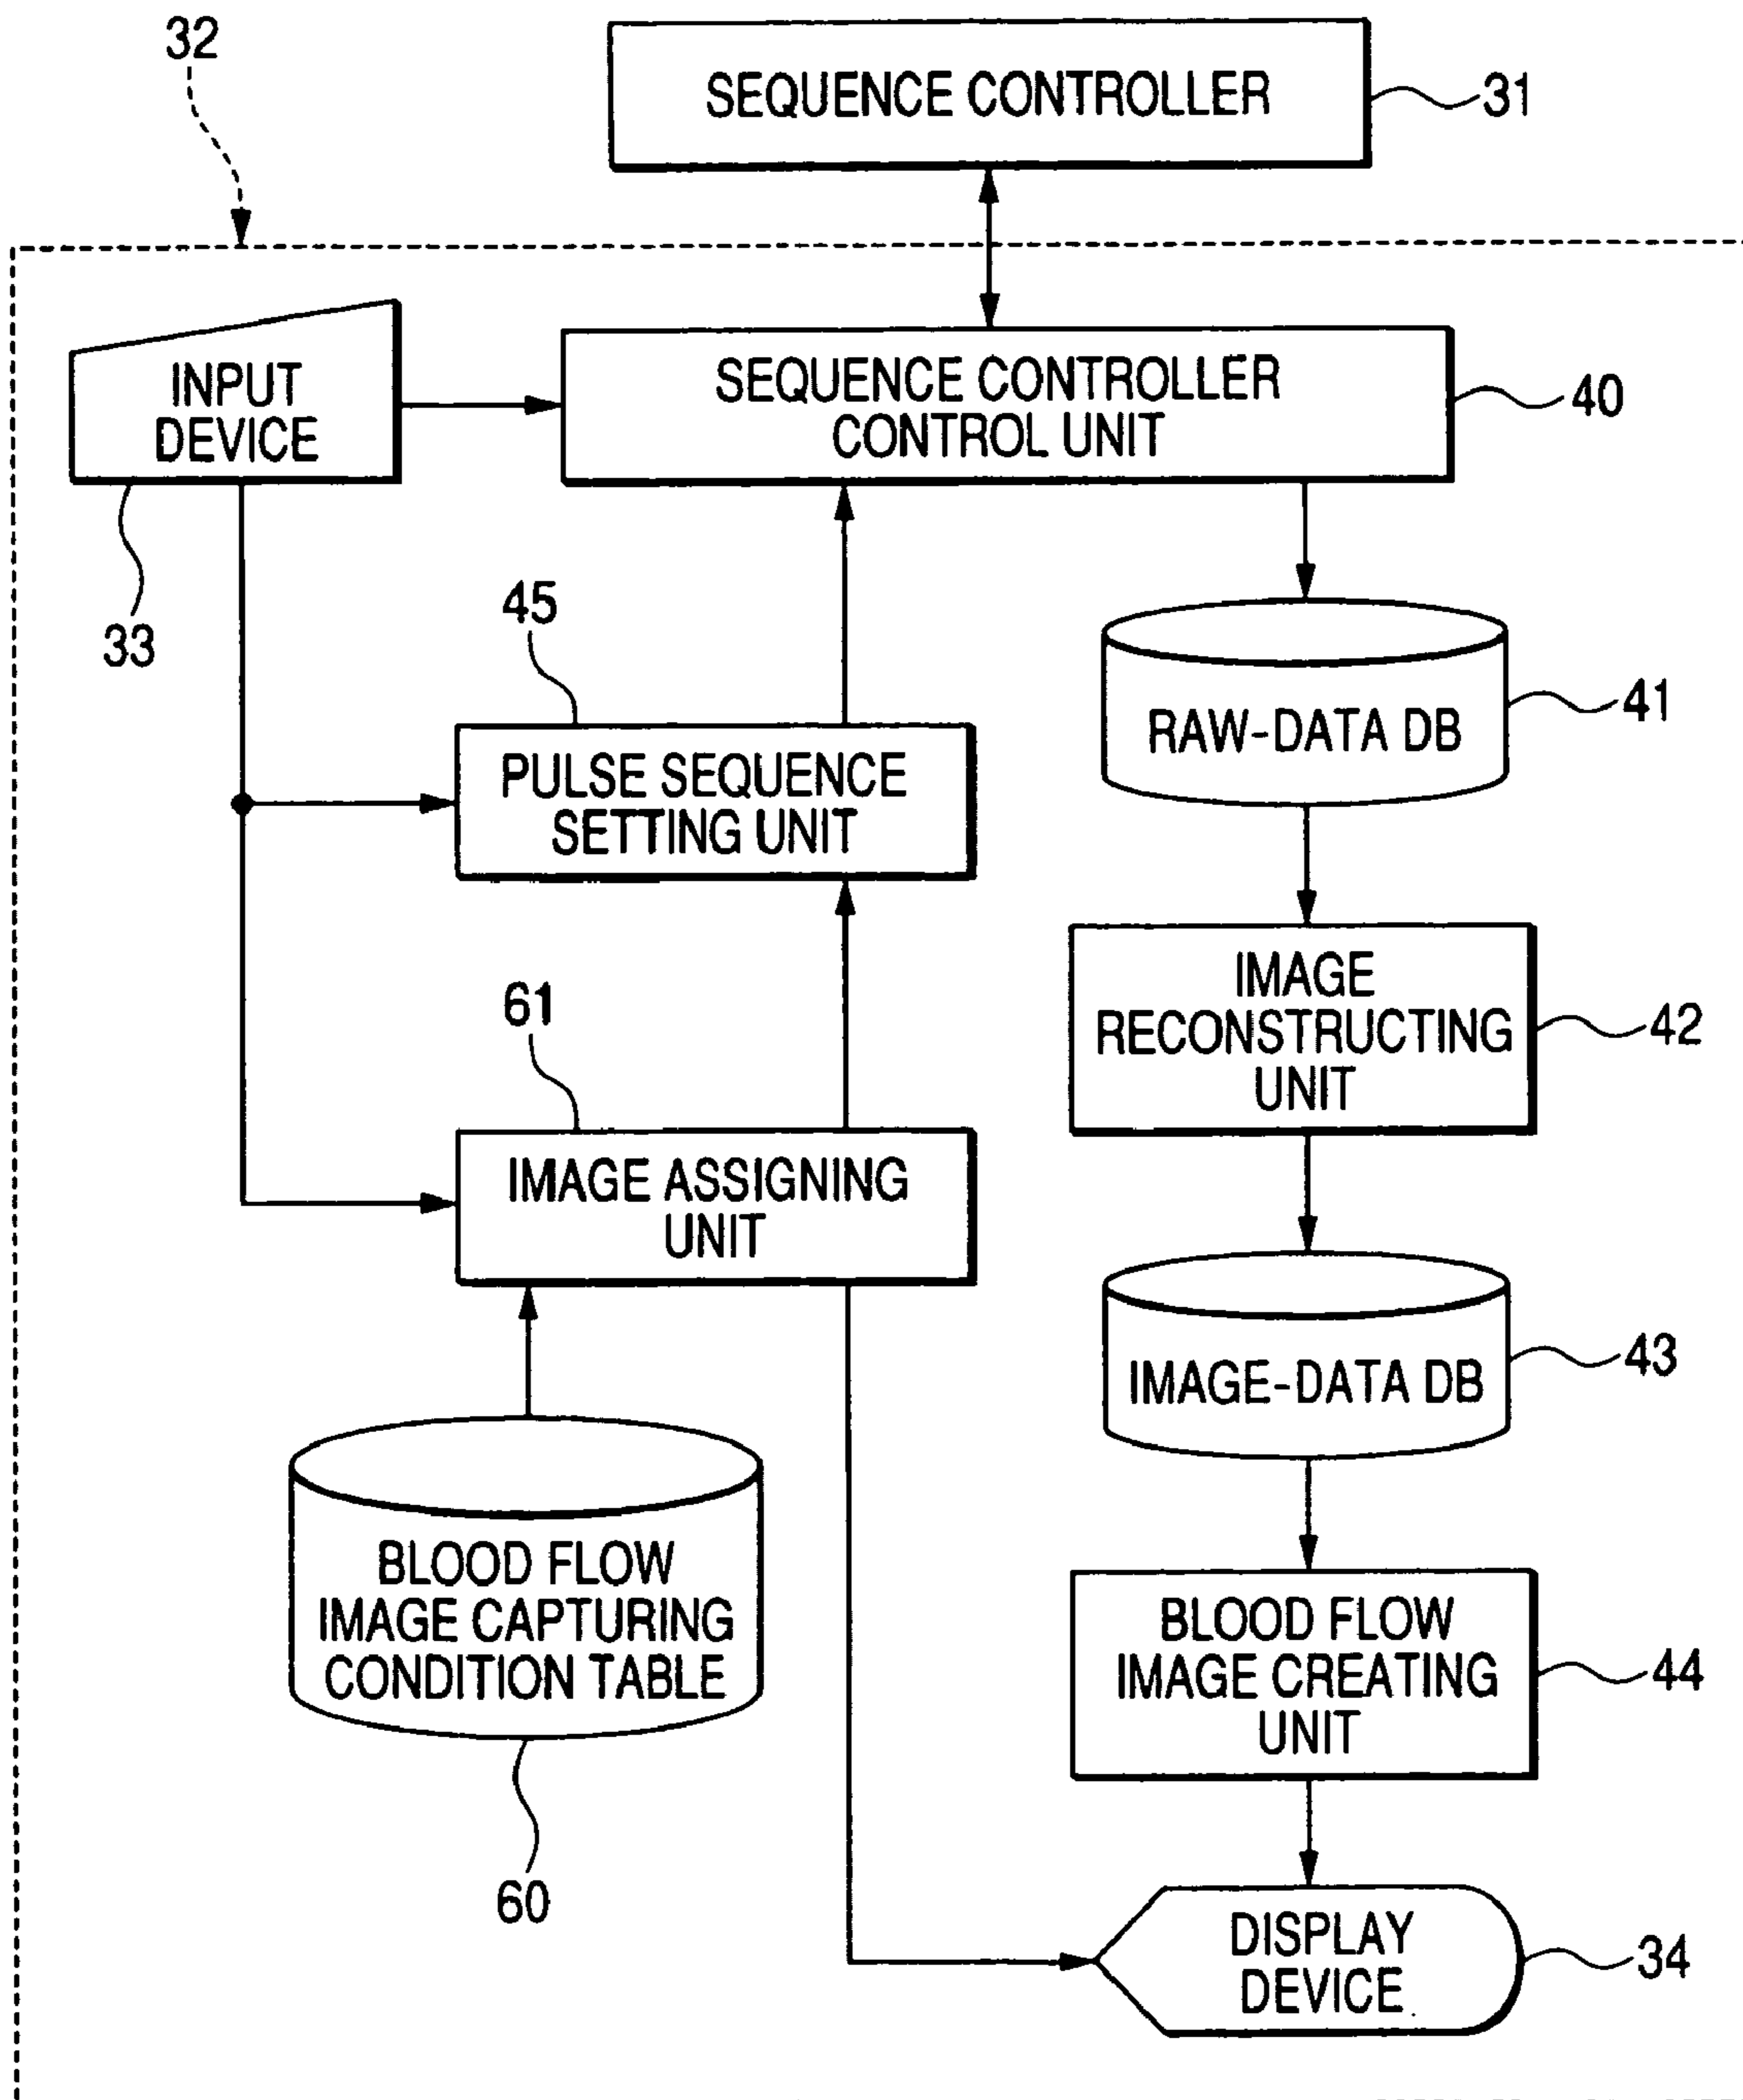 32
SEQUENCE CONTROLLER
31
INPUT
DEVICE
33
SEQUENCE CONTROLLER
CONTROL UNIT
40
45
PULSE SEQUENCE
SETTING UNIT
RAW-DATA DB
41
61
IMAGE ASSIGNING
UNIT
IMAGE
RECONSTRUCTING
UNIT
42
IMAGE-DATA DB
43
BLOOD FLOW
IMAGE CAPTURING
CONDITION TABLE
60
BLOOD FLOW
IMAGE CREATING
UNIT
44
DISPLAY
DEVICE
34